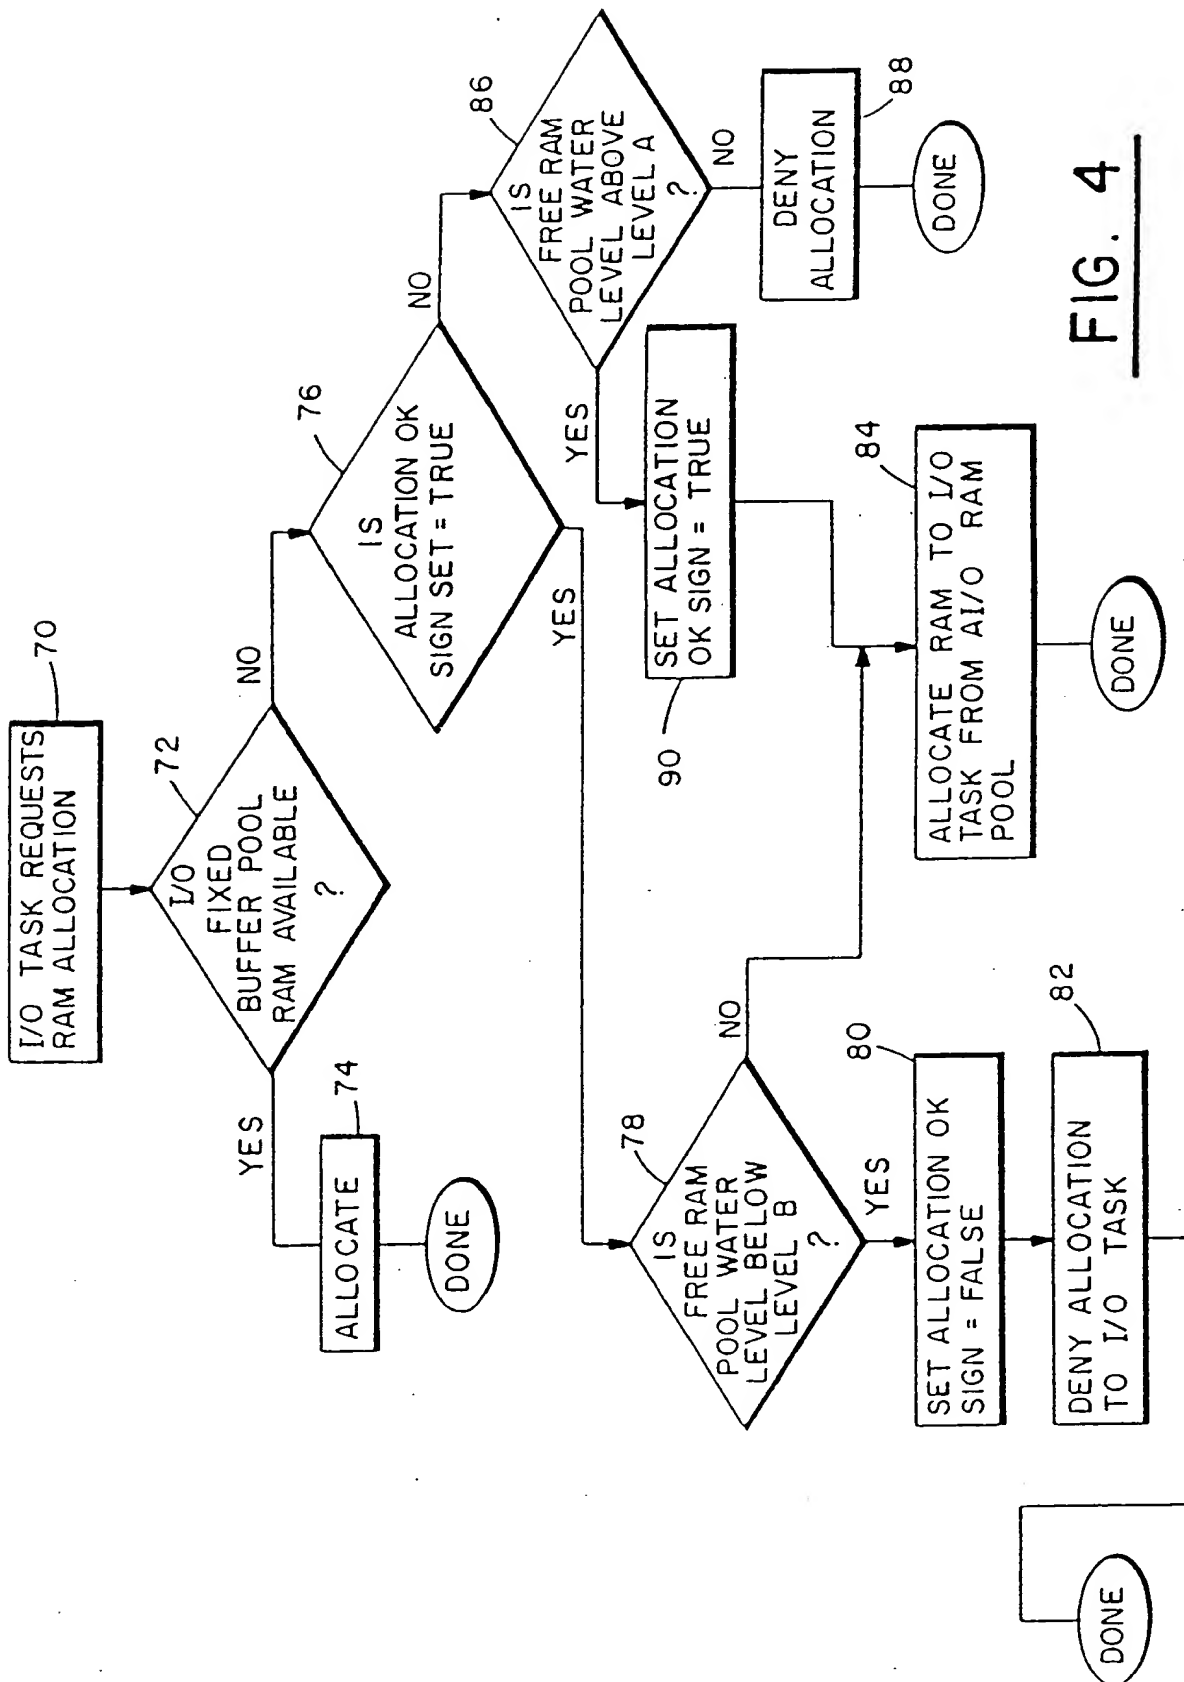 I/O TASK REQUESTS
RAM ALLOCATION
70
I/O
FIXED
BUFFER POOL
RAM AVAILABLE
?
72
YES
NO
ALLOCATE
74
DONE
IS
ALLOCATION OK
SIGN SET = TRUE
76
YES
NO
IS
FREE RAM
POOL WATER
LEVEL BELOW
LEVEL B
?
78
YES
NO
SET ALLOCATION OK
SIGN = FALSE
80
DENY ALLOCATION
TO I/O TASK
82
DONE
IS
FREE RAM
POOL WATER
LEVEL ABOVE
LEVEL A
?
86
YES
NO
SET ALLOCATION
OK SIGN = TRUE
90
ALLOCATE RAM TO I/O
TASK FROM AI/O RAM
POOL
84
DONE
DENY
ALLOCATION
88
DONE
FIG. 4